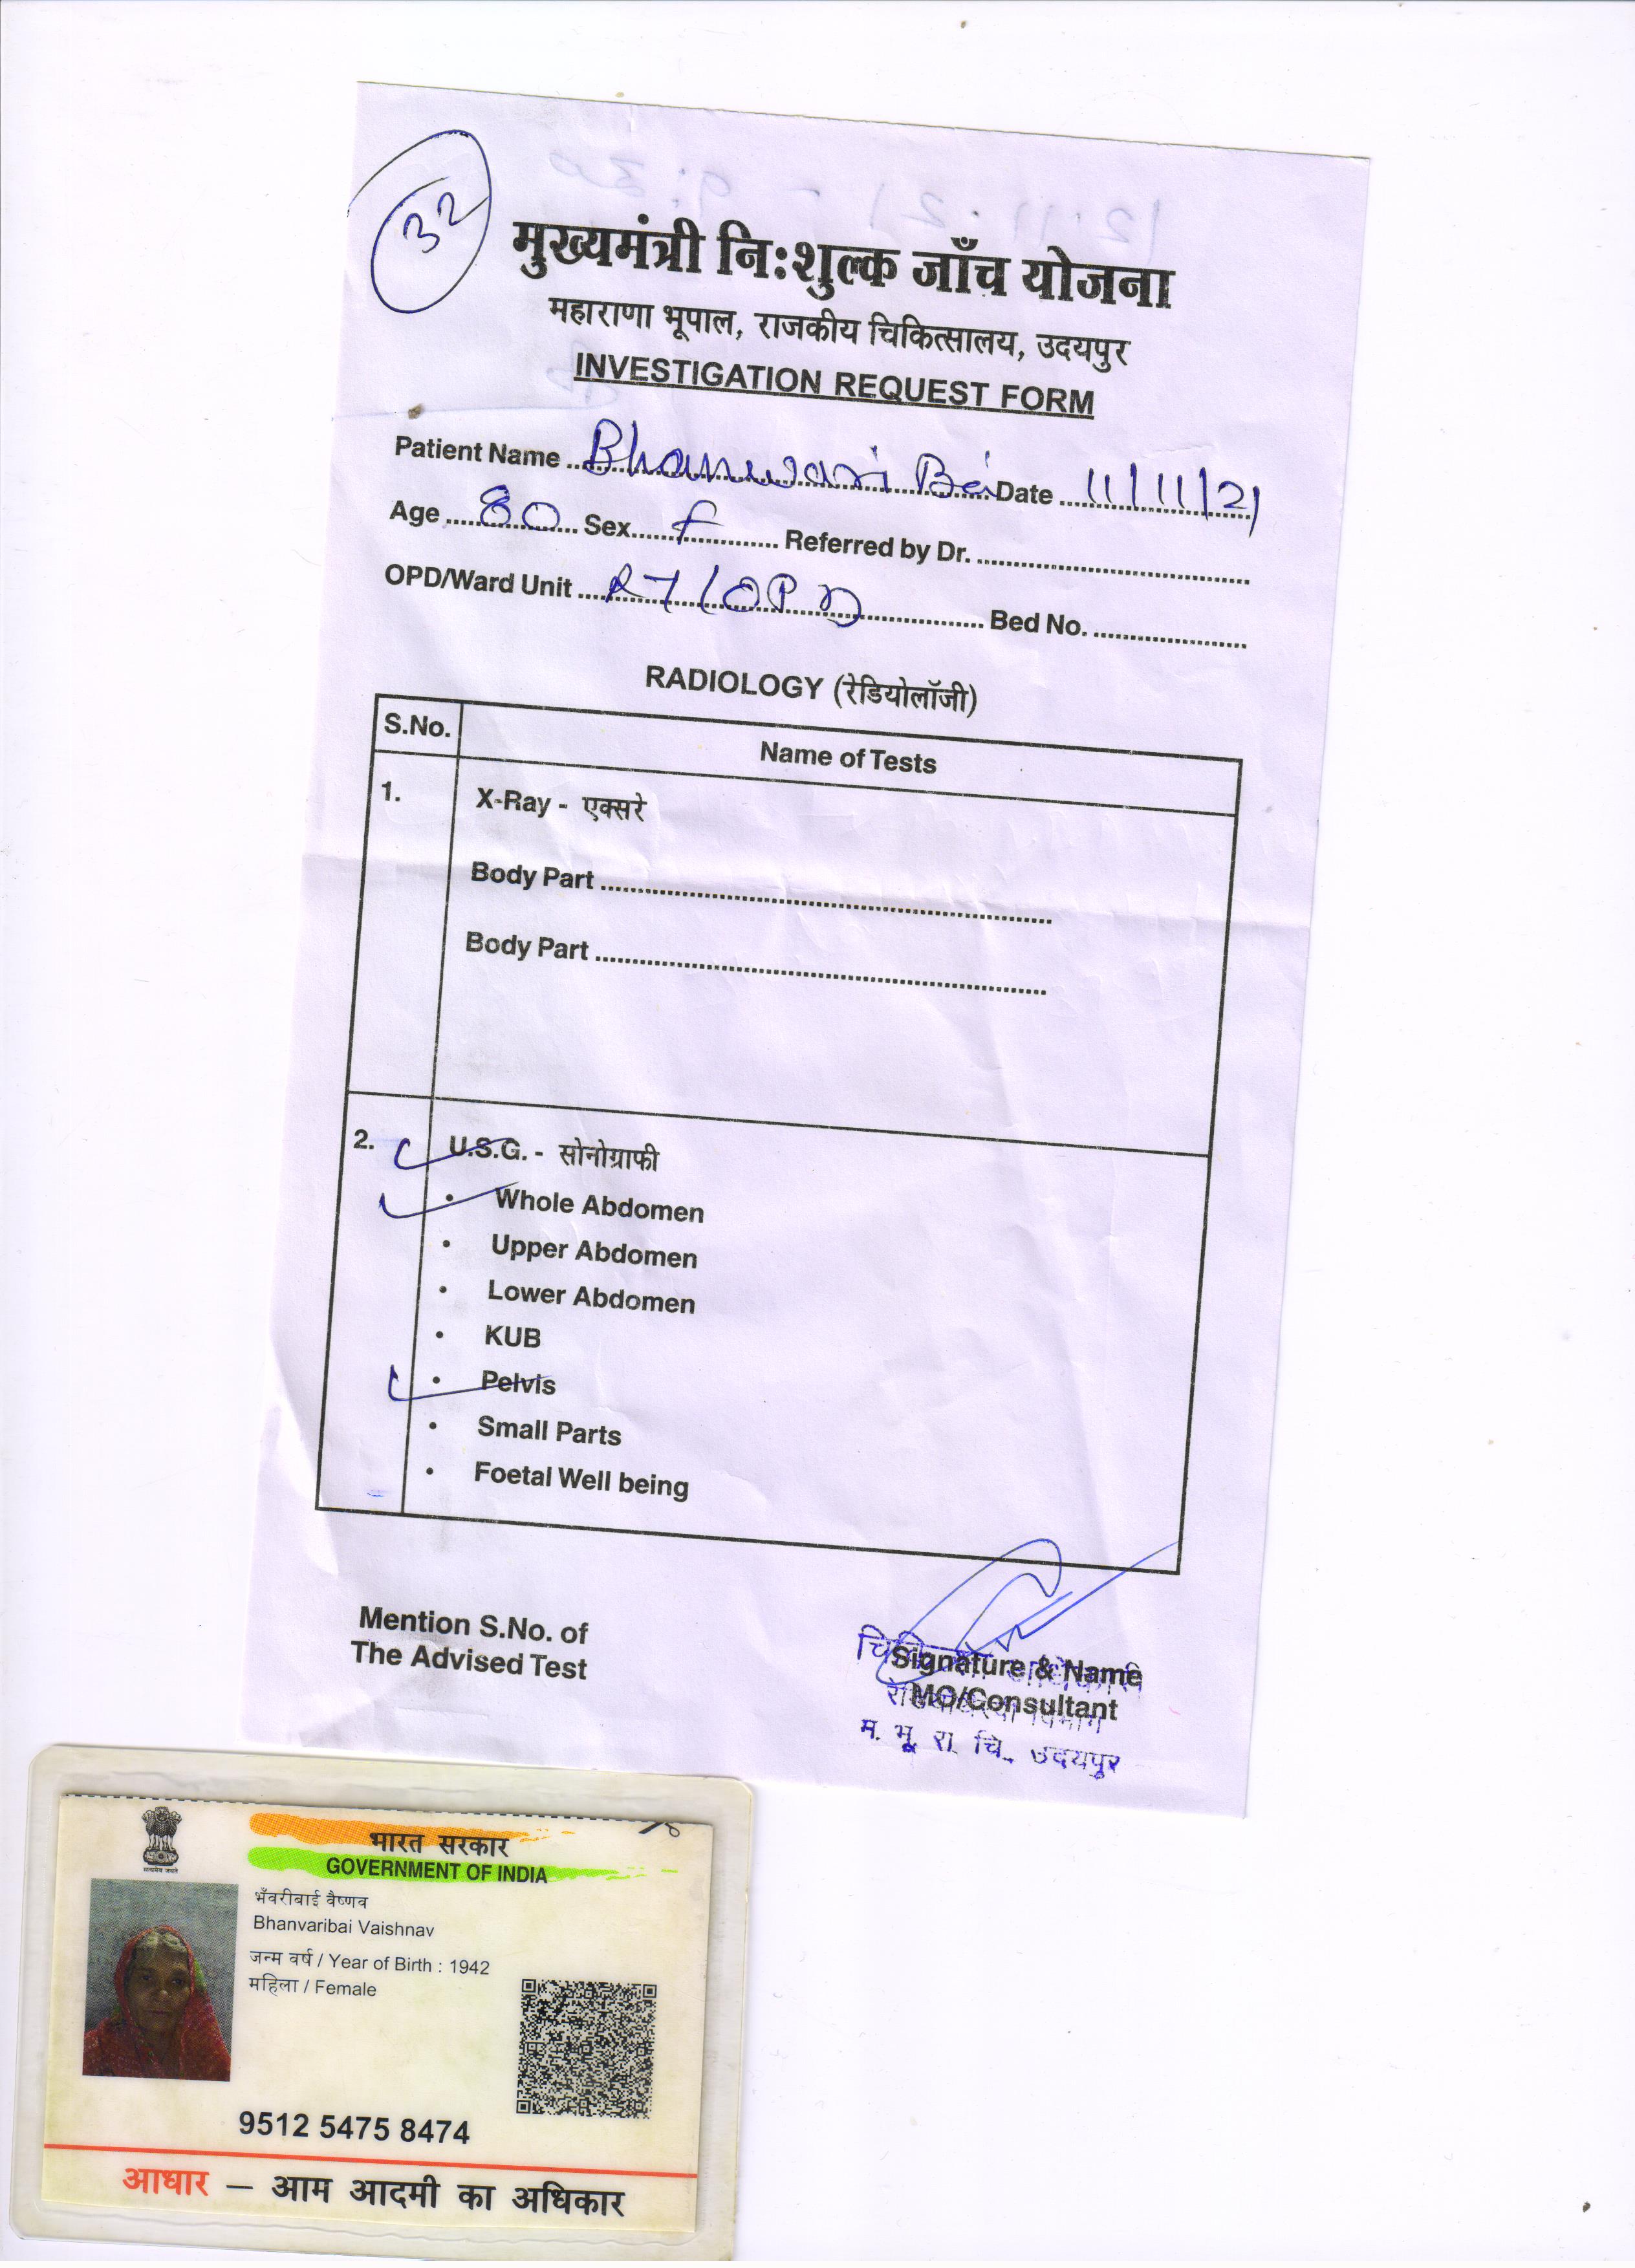 32
मुख्यमंत्री नि:शुल्क जाँच योजना
महाराणा भूपाल, राजकीय चिकित्सालय, उदयपुर
INVESTIGATION REQUEST FORM
Patient Name Bhanwari Bai Date 11/11/21
Age 80 Sex f Referred by Dr.
OPD/Ward Unit RT/OPD Bed No.
RADIOLOGY (रेडियोलॉजी)
S.No. Name of Tests
1. X-Ray - एक्सरे
Body Part
Body Part
2. U.S.G. - सोनोग्राफी
• Whole Abdomen
• Upper Abdomen
• Lower Abdomen
• KUB
• Pelvis
• Small Parts
• Foetal Well being
Mention S.No. of
The Advised Test
Signature & Name
MO/Consultant
म. भू. रा. चि. उदयपुर
भारत सरकार
GOVERNMENT OF INDIA
भँवरीबाई वैष्णव
Bhanvaribai Vaishnav
जन्म वर्ष / Year of Birth : 1942
महिला / Female
9512 5475 8474
आधार – आम आदमी का अधिकार